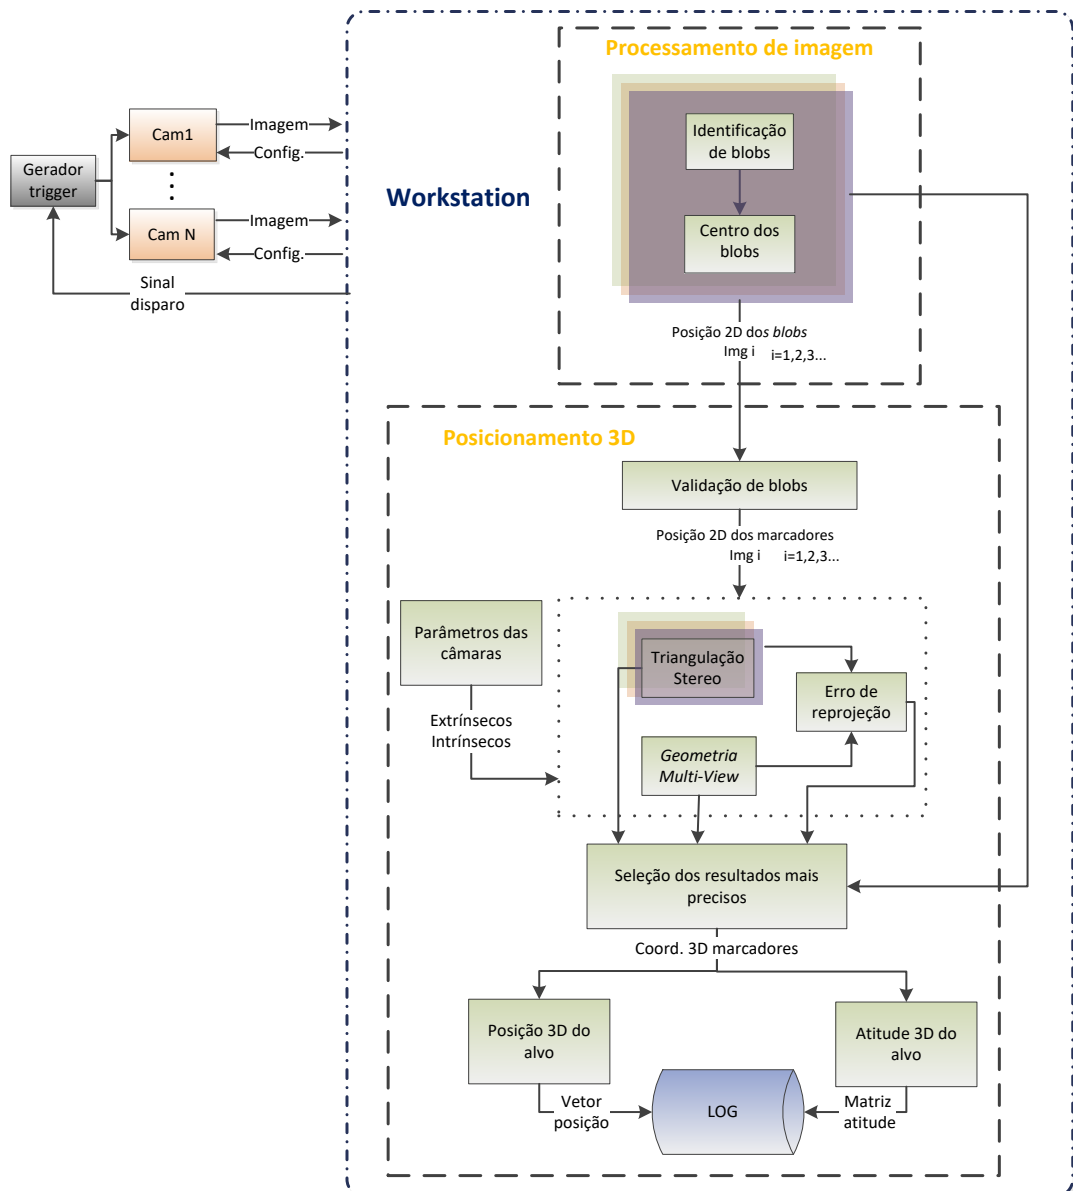 Processamento de imagem
Cam1
Imagem
Config.
Gerador
trigger
Cam N
Imagem
Config.
Sinal
disparo
Workstation
Identificação
de blobs
Centro dos
blobs
Posição 2D dos blobs
Img i i=1,2,3...
Posicionamento 3D
Validação de blobs
Posição 2D dos marcadores
Img i i=1,2,3...
Parâmetros das
câmaras
Extrínsecos
Intrínsecos
Triangulação
Stereo
Erro de
reprojeção
Geometria
Multi-View
Seleção dos resultados mais
precisos
Coord. 3D marcadores
Posição 3D do
alvo
Atitude 3D do
alvo
Vetor
posição
LOG
Matriz
atitude